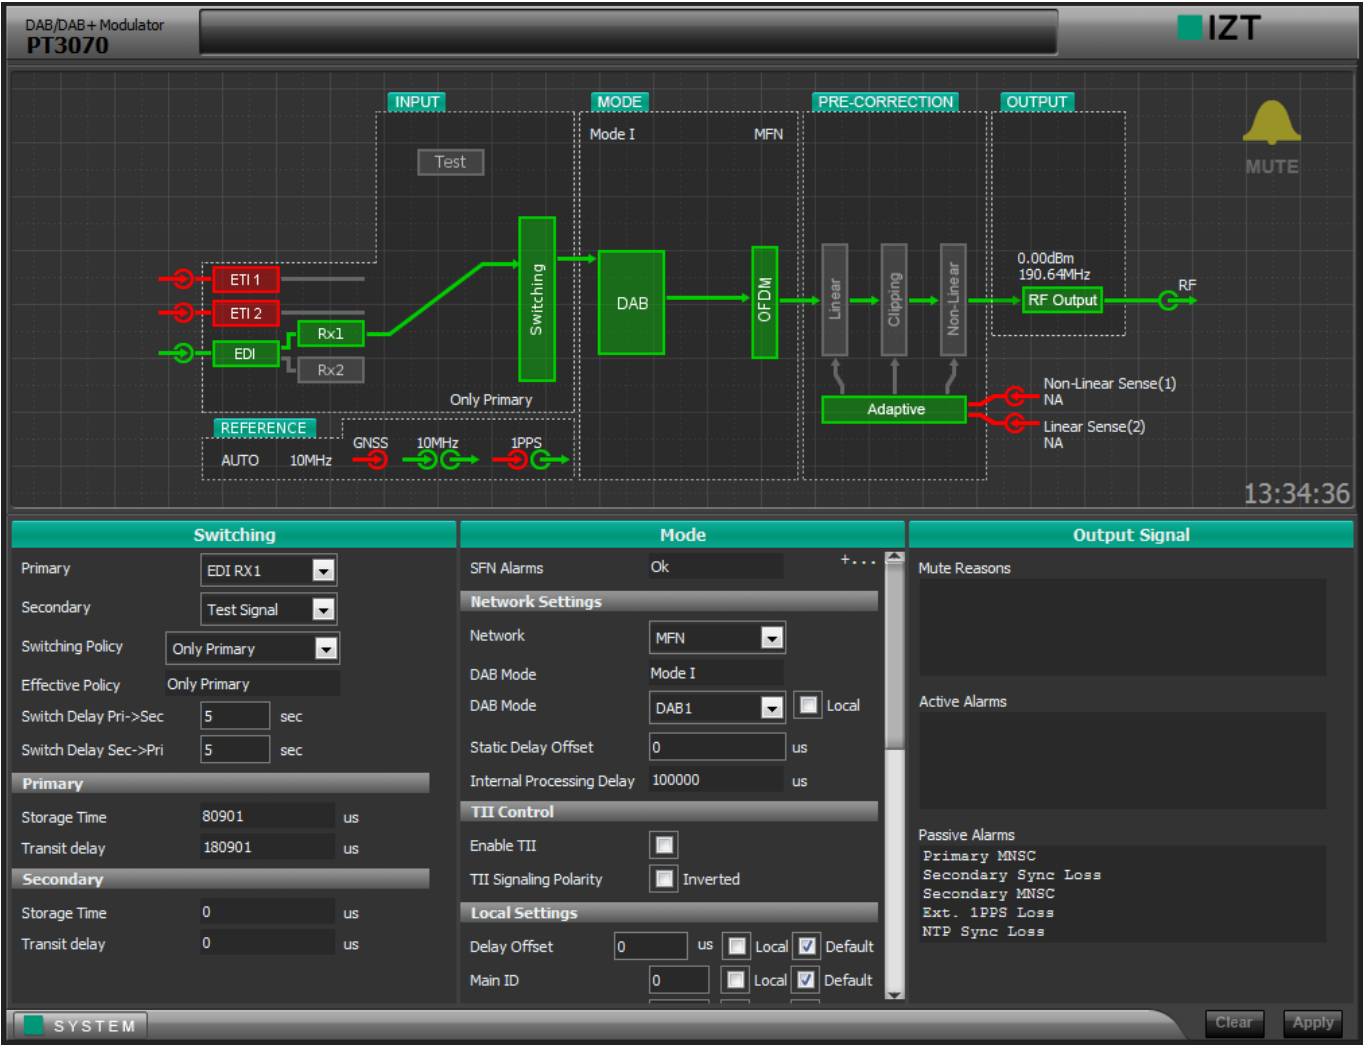 DAB/DAB+ Modulator
PT3070
IZT
INPUT
MODE
PRE-CORRECTION
OUTPUT
Mode I
MFN
Test
MUTE
ETI 1
ETI 2
EDI
Rx1
Rx2
Switching
DAB
OFDM
Linear
Clipping
Non-Linear
0.00dBm
190.64MHz
RF Output
RF
Only Primary
Adaptive
Non-Linear Sense(1)
NA
Linear Sense(2)
NA
REFERENCE
AUTO
10MHz
GNSS
10MHz
1PPS
13:34:36
Switching
Primary
EDI RX1
Secondary
Test Signal
Switching Policy
Only Primary
Effective Policy
Only Primary
Switch Delay Pri->Sec
5
sec
Switch Delay Sec->Pri
5
sec
Primary
Storage Time
80901
us
Transit delay
180901
us
Secondary
Storage Time
0
us
Transit delay
0
us
Mode
SFN Alarms
Ok
+...
Network Settings
Network
MFN
DAB Mode
Mode I
DAB Mode
DAB1
Local
Static Delay Offset
0
us
Internal Processing Delay
100000
us
TII Control
Enable TII
TII Signaling Polarity
Inverted
Local Settings
Delay Offset
0
us
Local
Default
Main ID
0
Local
Default
Output Signal
Mute Reasons
Active Alarms
Passive Alarms
Primary MNSC
Secondary Sync Loss
Secondary MNSC
Ext. 1PPS Loss
NTP Sync Loss
SYSTEM
Clear
Apply